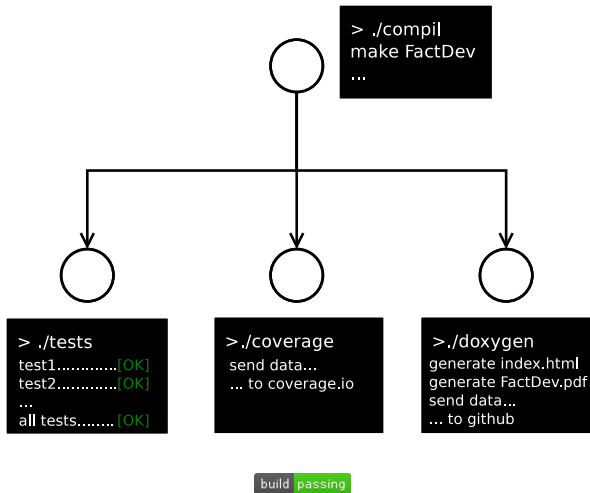 > ./compil
make FactDev
...
> ./tests
test1.............[OK]
test2.............[OK]
...
all tests........[OK]
>./coverage
send data...
... to coverage.io
>./doxygen
generate index.html
generate FactDev.pdf
send data...
... to github
build passing